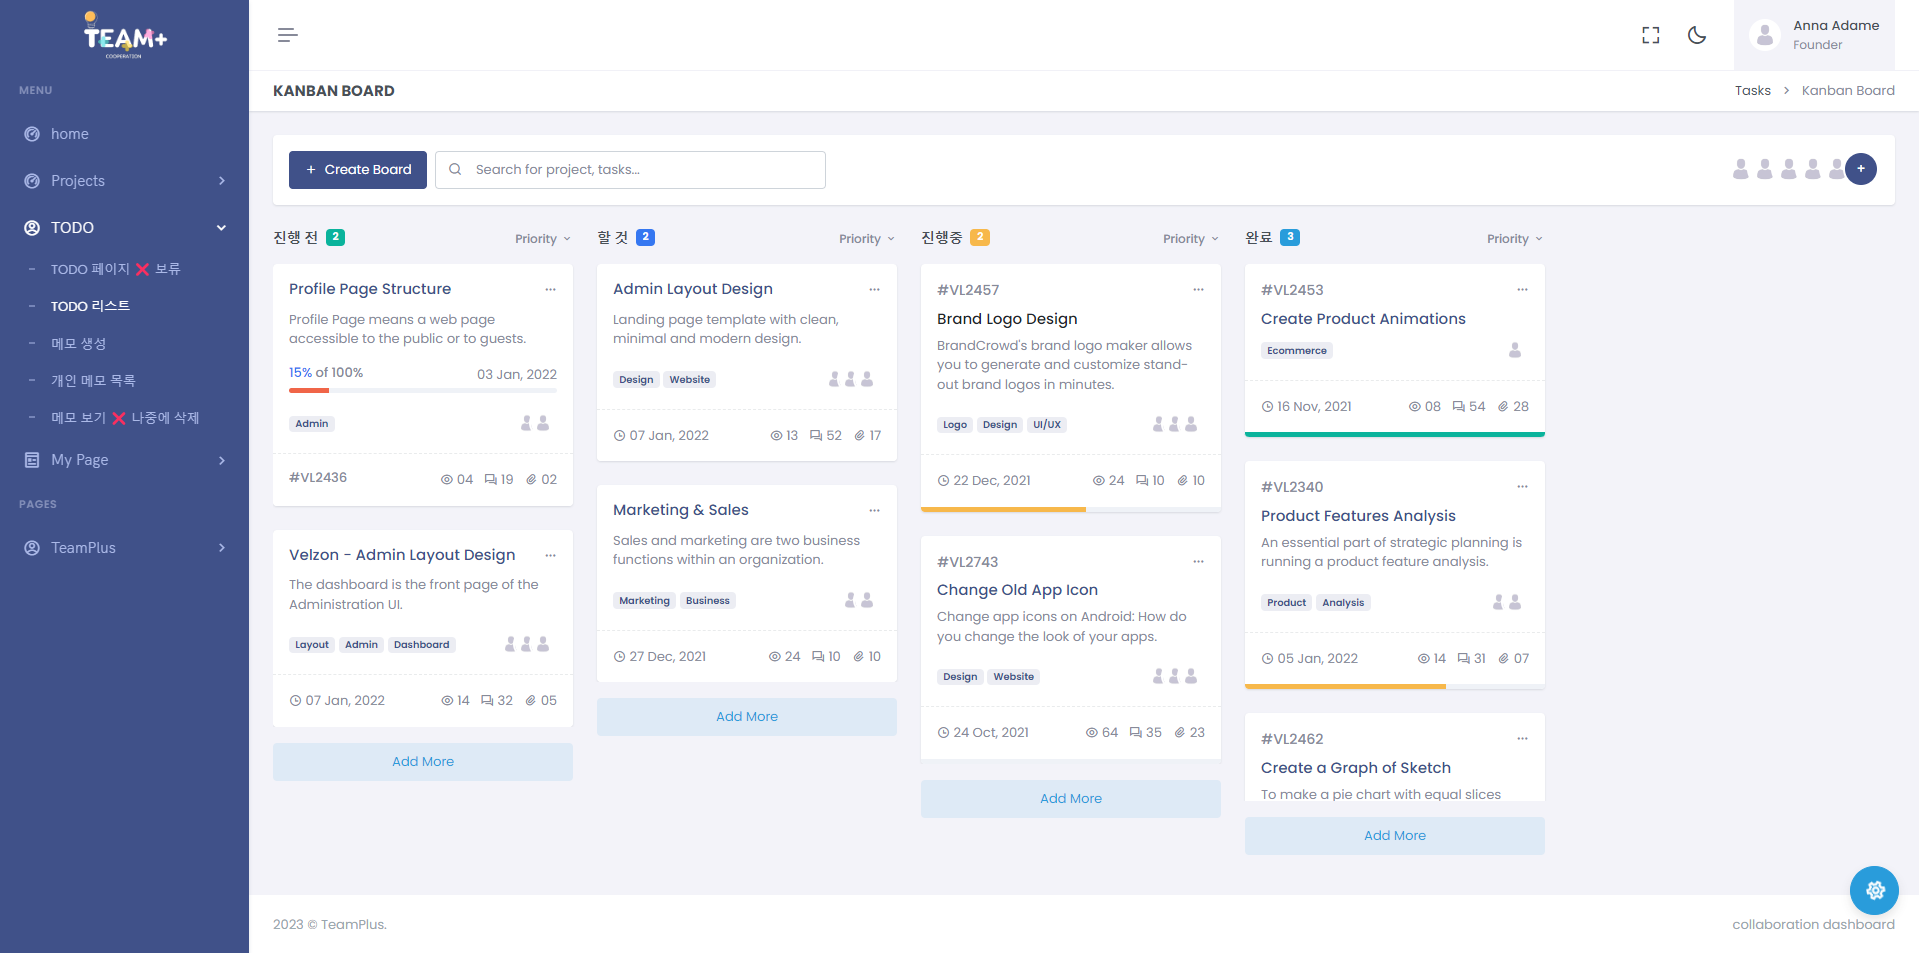 TEAM+
COOPERATION
MENU
home
Projects
TODO
TODO 페이지 ❌ 보류
TODO 리스트
메모 생성
개인 메모 목록
메모 보기 ❌ 나중에 삭제
My Page
PAGES
TeamPlus
Anna Adame
Founder
KANBAN BOARD
Tasks > Kanban Board
+ Create Board
Search for project, tasks...
+
진행 전 2 Priority
Profile Page Structure
Profile Page means a web page
accessible to the public or to guests.
15% of 100% 03 Jan, 2022
Admin
#VL2436 04 19 02
Velzon - Admin Layout Design
The dashboard is the front page of the
Administration UI.
Layout Admin Dashboard
07 Jan, 2022 14 32 05
Add More
할 것 2 Priority
Admin Layout Design
Landing page template with clean,
minimal and modern design.
Design Website
07 Jan, 2022 13 52 17
Marketing & Sales
Sales and marketing are two business
functions within an organization.
Marketing Business
27 Dec, 2021 24 10 10
Add More
진행중 2 Priority
#VL2457
Brand Logo Design
BrandCrowd's brand logo maker allows
you to generate and customize stand-
out brand logos in minutes.
Logo Design UI/UX
22 Dec, 2021 24 10 10
#VL2743
Change Old App Icon
Change app icons on Android: How do
you change the look of your apps.
Design Website
24 Oct, 2021 64 35 23
Add More
완료 3 Priority
#VL2453
Create Product Animations
Ecommerce
16 Nov, 2021 08 54 28
#VL2340
Product Features Analysis
An essential part of strategic planning is
running a product feature analysis.
Product Analysis
05 Jan, 2022 14 31 07
#VL2462
Create a Graph of Sketch
To make a pie chart with equal slices
Add More
2023 © TeamPlus.
collaboration dashboard